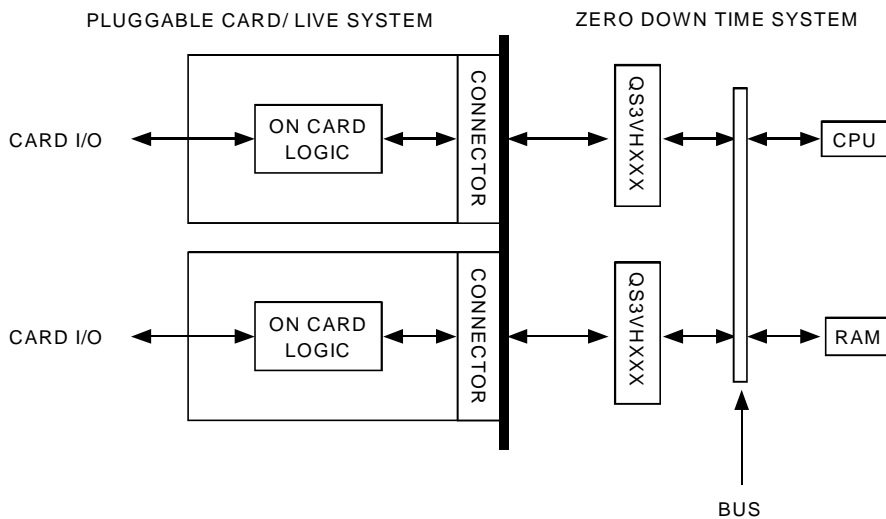 PLUGGABLE CARD/ LIVE SYSTEM
ZERO DOWN TIME SYSTEM
CARD I/O
ON CARD
LOGIC
CONNECTOR
QS3VHXXX
CPU
CARD I/O
ON CARD
LOGIC
CONNECTOR
QS3VHXXX
RAM
BUS